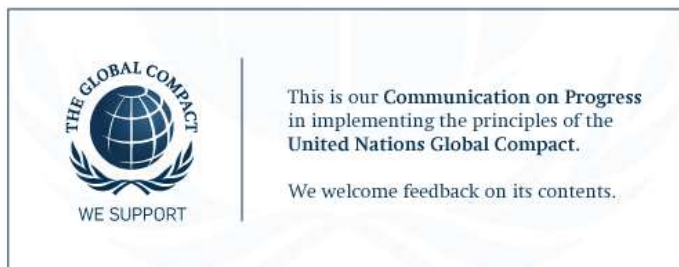 THE GLOBAL COMPACT
WE SUPPORT
This is our Communication on Progress
in implementing the principles of the
United Nations Global Compact.
We welcome feedback on its contents.